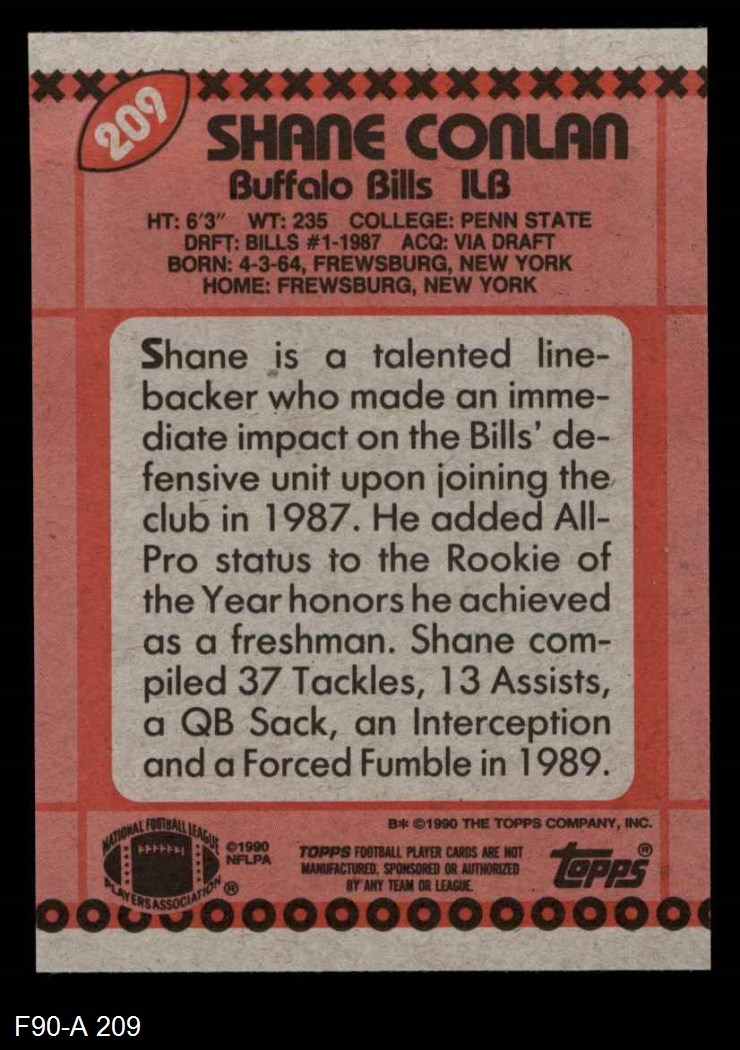 209
SHANE CONLAN
Buffalo Bills ILB
HT: 6'3" WT: 235 COLLEGE: PENN STATE
DRFT: BILLS #1-1987 ACQ: VIA DRAFT
BORN: 4-3-64, FREWSBURG, NEW YORK
HOME: FREWSBURG, NEW YORK
Shane is a talented line-
backer who made an imme-
diate impact on the Bills' de-
fensive unit upon joining the
club in 1987. He added All-
Pro status to the Rookie of
the Year honors he achieved
as a freshman. Shane com-
piled 37 Tackles, 13 Assists,
a QB Sack, an Interception
and a Forced Fumble in 1989.
B* ©1990 THE TOPPS COMPANY, INC.
NATIONAL FOOTBALL LEAGUE
PLAYERS ASSOCIATION ®
©1990
NFLPA
TOPPS FOOTBALL PLAYER CARDS ARE NOT
MANUFACTURED, SPONSORED OR AUTHORIZED
BY ANY TEAM OR LEAGUE.
topps®
F90-A 209